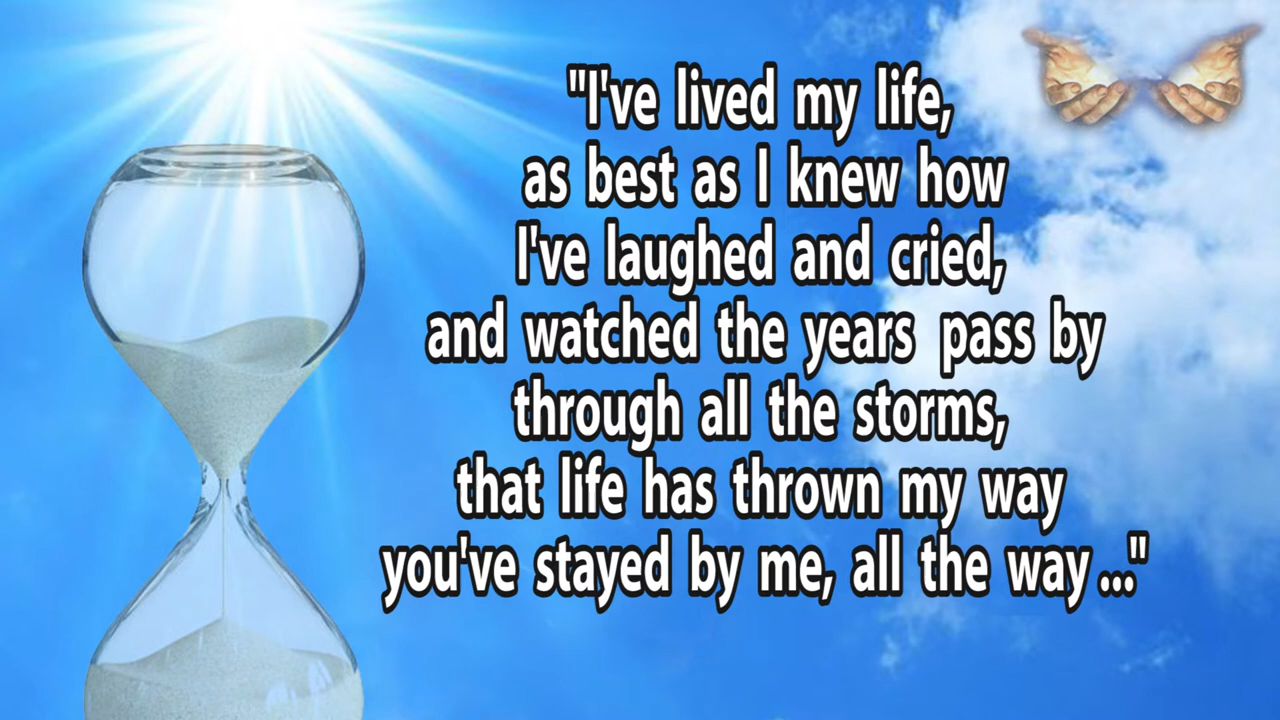 "I've lived my life,
as best as I knew how
I've laughed and cried,
and watched the years pass by
through all the storms,
that life has thrown my way
you've stayed by me, all the way..."